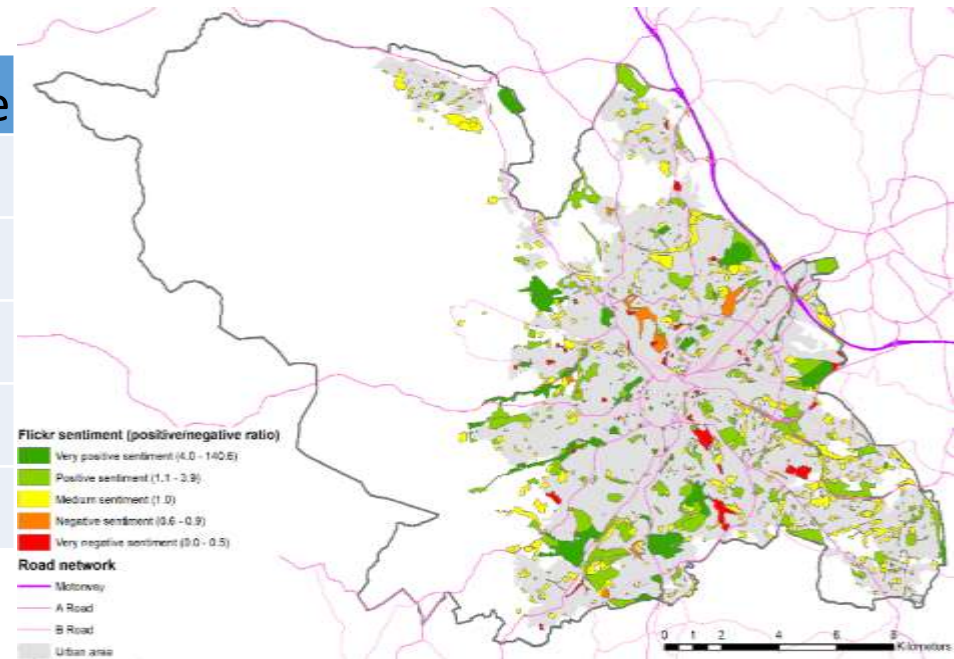 e
Flickr sentiment (positive/negative ratio)
Very positive sentiment (4.0 - 140.6)
Positive sentiment (1.1 - 3.9)
Medium sentiment (1.0)
Negative sentiment (0.6 - 0.9)
Very negative sentiment (0.0 - 0.5)
Road network
Motorway
A Road
B Road
Urban area
0 1 2 4 6 8
Kilometers